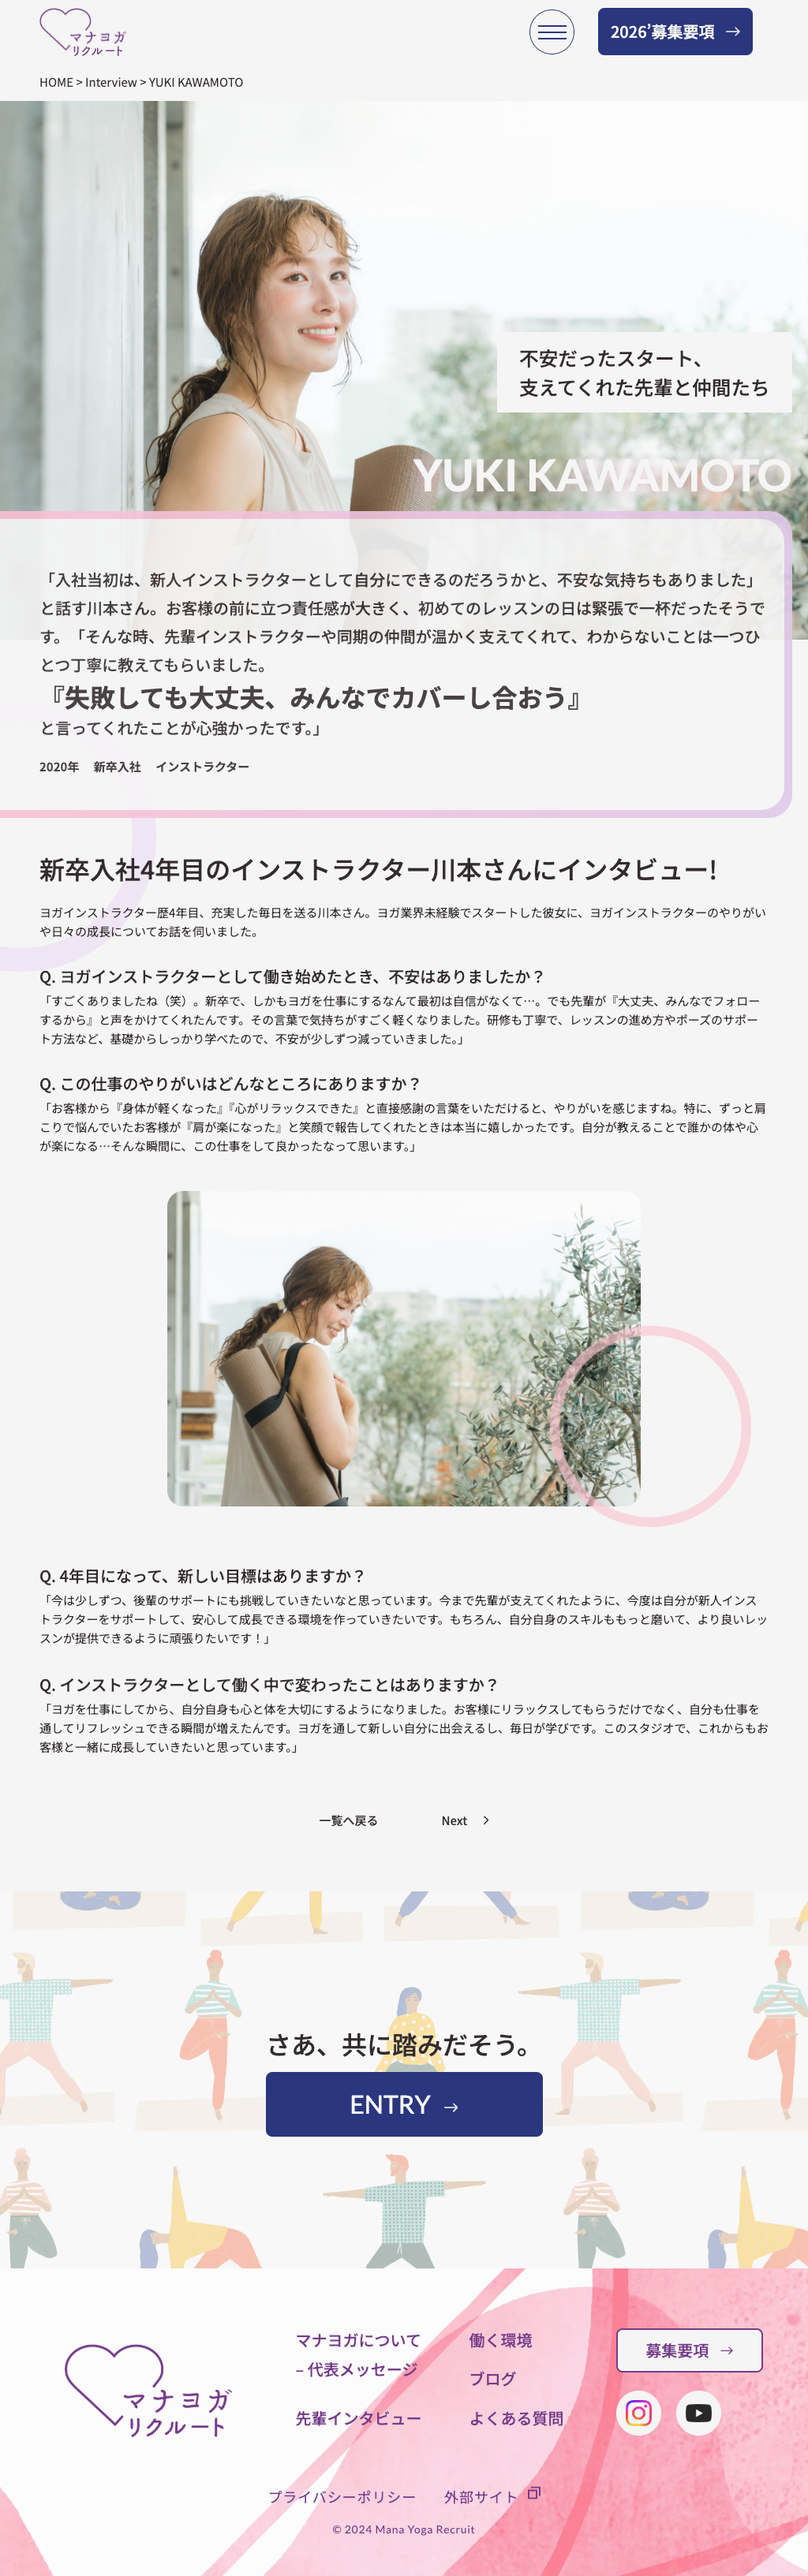 マナヨガ
リクルート
2026’募集要項 →
HOME > Interview > YUKI KAWAMOTO
不安だったスタート、
支えてくれた先輩と仲間たち
YUKI KAWAMOTO
「入社当初は、新人インストラクターとして自分にできるのだろうかと、不安な気持ちもありました」
と話す川本さん。お客様の前に立つ責任感が大きく、初めてのレッスンの日は緊張で一杯だったそうで
す。「そんな時、先輩インストラクターや同期の仲間が温かく支えてくれて、わからないことは一つひ
とつ丁寧に教えてもらいました。
『失敗しても大丈夫、みんなでカバーし合おう』
と言ってくれたことが心強かったです。」
2020年 新卒入社 インストラクター
新卒入社4年目のインストラクター川本さんにインタビュー!
ヨガインストラクター歴4年目、充実した毎日を送る川本さん。ヨガ業界未経験でスタートした彼女に、ヨガインストラクターのやりがい
や日々の成長についてお話を伺いました。
Q. ヨガインストラクターとして働き始めたとき、不安はありましたか？
「すごくありましたね（笑）。新卒で、しかもヨガを仕事にするなんて最初は自信がなくて…。でも先輩が『大丈夫、みんなでフォロー
するから』と声をかけてくれたんです。その言葉で気持ちがすごく軽くなりました。研修も丁寧で、レッスンの進め方やポーズのサポー
ト方法など、基礎からしっかり学べたので、不安が少しずつ減っていきました。」
Q. この仕事のやりがいはどんなところにありますか？
「お客様から『身体が軽くなった』『心がリラックスできた』と直接感謝の言葉をいただけると、やりがいを感じますね。特に、ずっと肩
こりで悩んでいたお客様が『肩が楽になった』と笑顔で報告してくれたときは本当に嬉しかったです。自分が教えることで誰かの体や心
が楽になる…そんな瞬間に、この仕事をして良かったなって思います。」
Q. 4年目になって、新しい目標はありますか？
「今は少しずつ、後輩のサポートにも挑戦していきたいなと思っています。今まで先輩が支えてくれたように、今度は自分が新人インス
トラクターをサポートして、安心して成長できる環境を作っていきたいです。もちろん、自分自身のスキルももっと磨いて、より良いレッ
スンが提供できるように頑張りたいです！」
Q. インストラクターとして働く中で変わったことはありますか？
「ヨガを仕事にしてから、自分自身も心と体を大切にするようになりました。お客様にリラックスしてもらうだけでなく、自分も仕事を
通してリフレッシュできる瞬間が増えたんです。ヨガを通して新しい自分に出会えるし、毎日が学びです。このスタジオで、これからもお
客様と一緒に成長していきたいと思っています。」
一覧へ戻る Next >
さあ、共に踏みだそう。
ENTRY →
マナヨガ
リクルート
マナヨガについて
– 代表メッセージ
先輩インタビュー
働く環境
ブログ
よくある質問
募集要項 →
プライバシーポリシー 外部サイト
© 2024 Mana Yoga Recruit